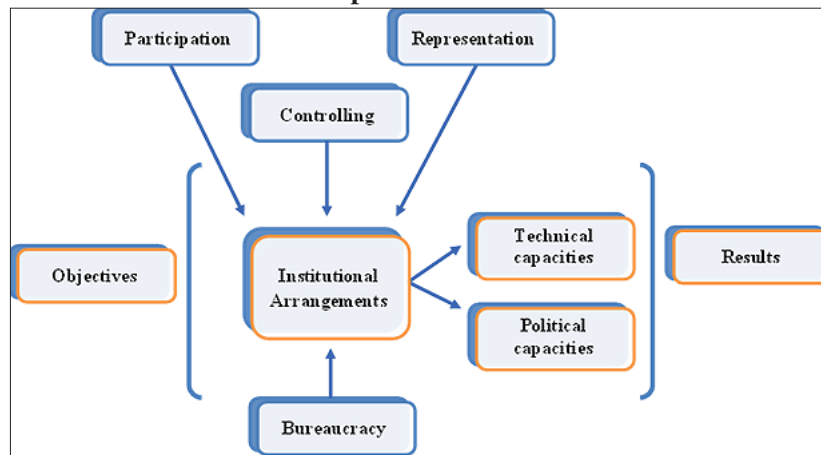 Participation
Representation
Controlling
Objectives
Institutional
Arrangements
Technical
capacities
Political
capacities
Results
Bureaucracy